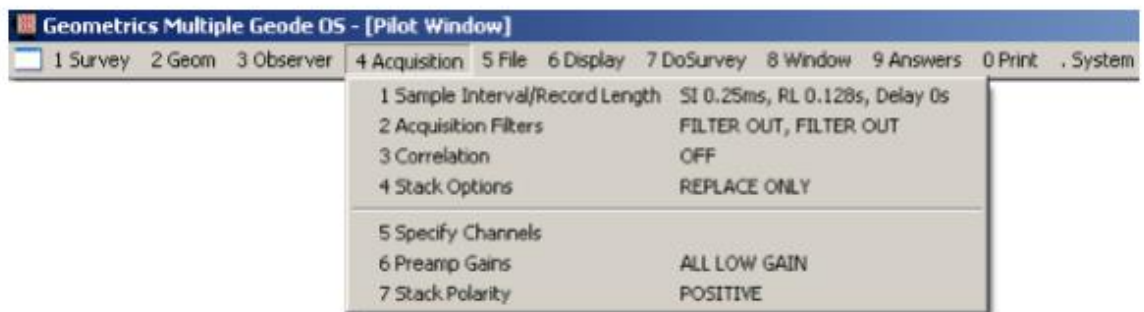 Geometrics Multiple Geode OS - [Pilot Window]
1 Survey 2 Geom 3 Observer 4 Acquisition 5 File 6 Display 7 DoSurvey 8 Window 9 Answers 0 Print . System
1 Sample Interval/Record Length SI 0.25ms, RL 0.128s, Delay 0s
2 Acquisition Filters FILTER OUT, FILTER OUT
3 Correlation OFF
4 Stack Options REPLACE ONLY
5 Specify Channels
6 Preamp Gains ALL LOW GAIN
7 Stack Polarity POSITIVE